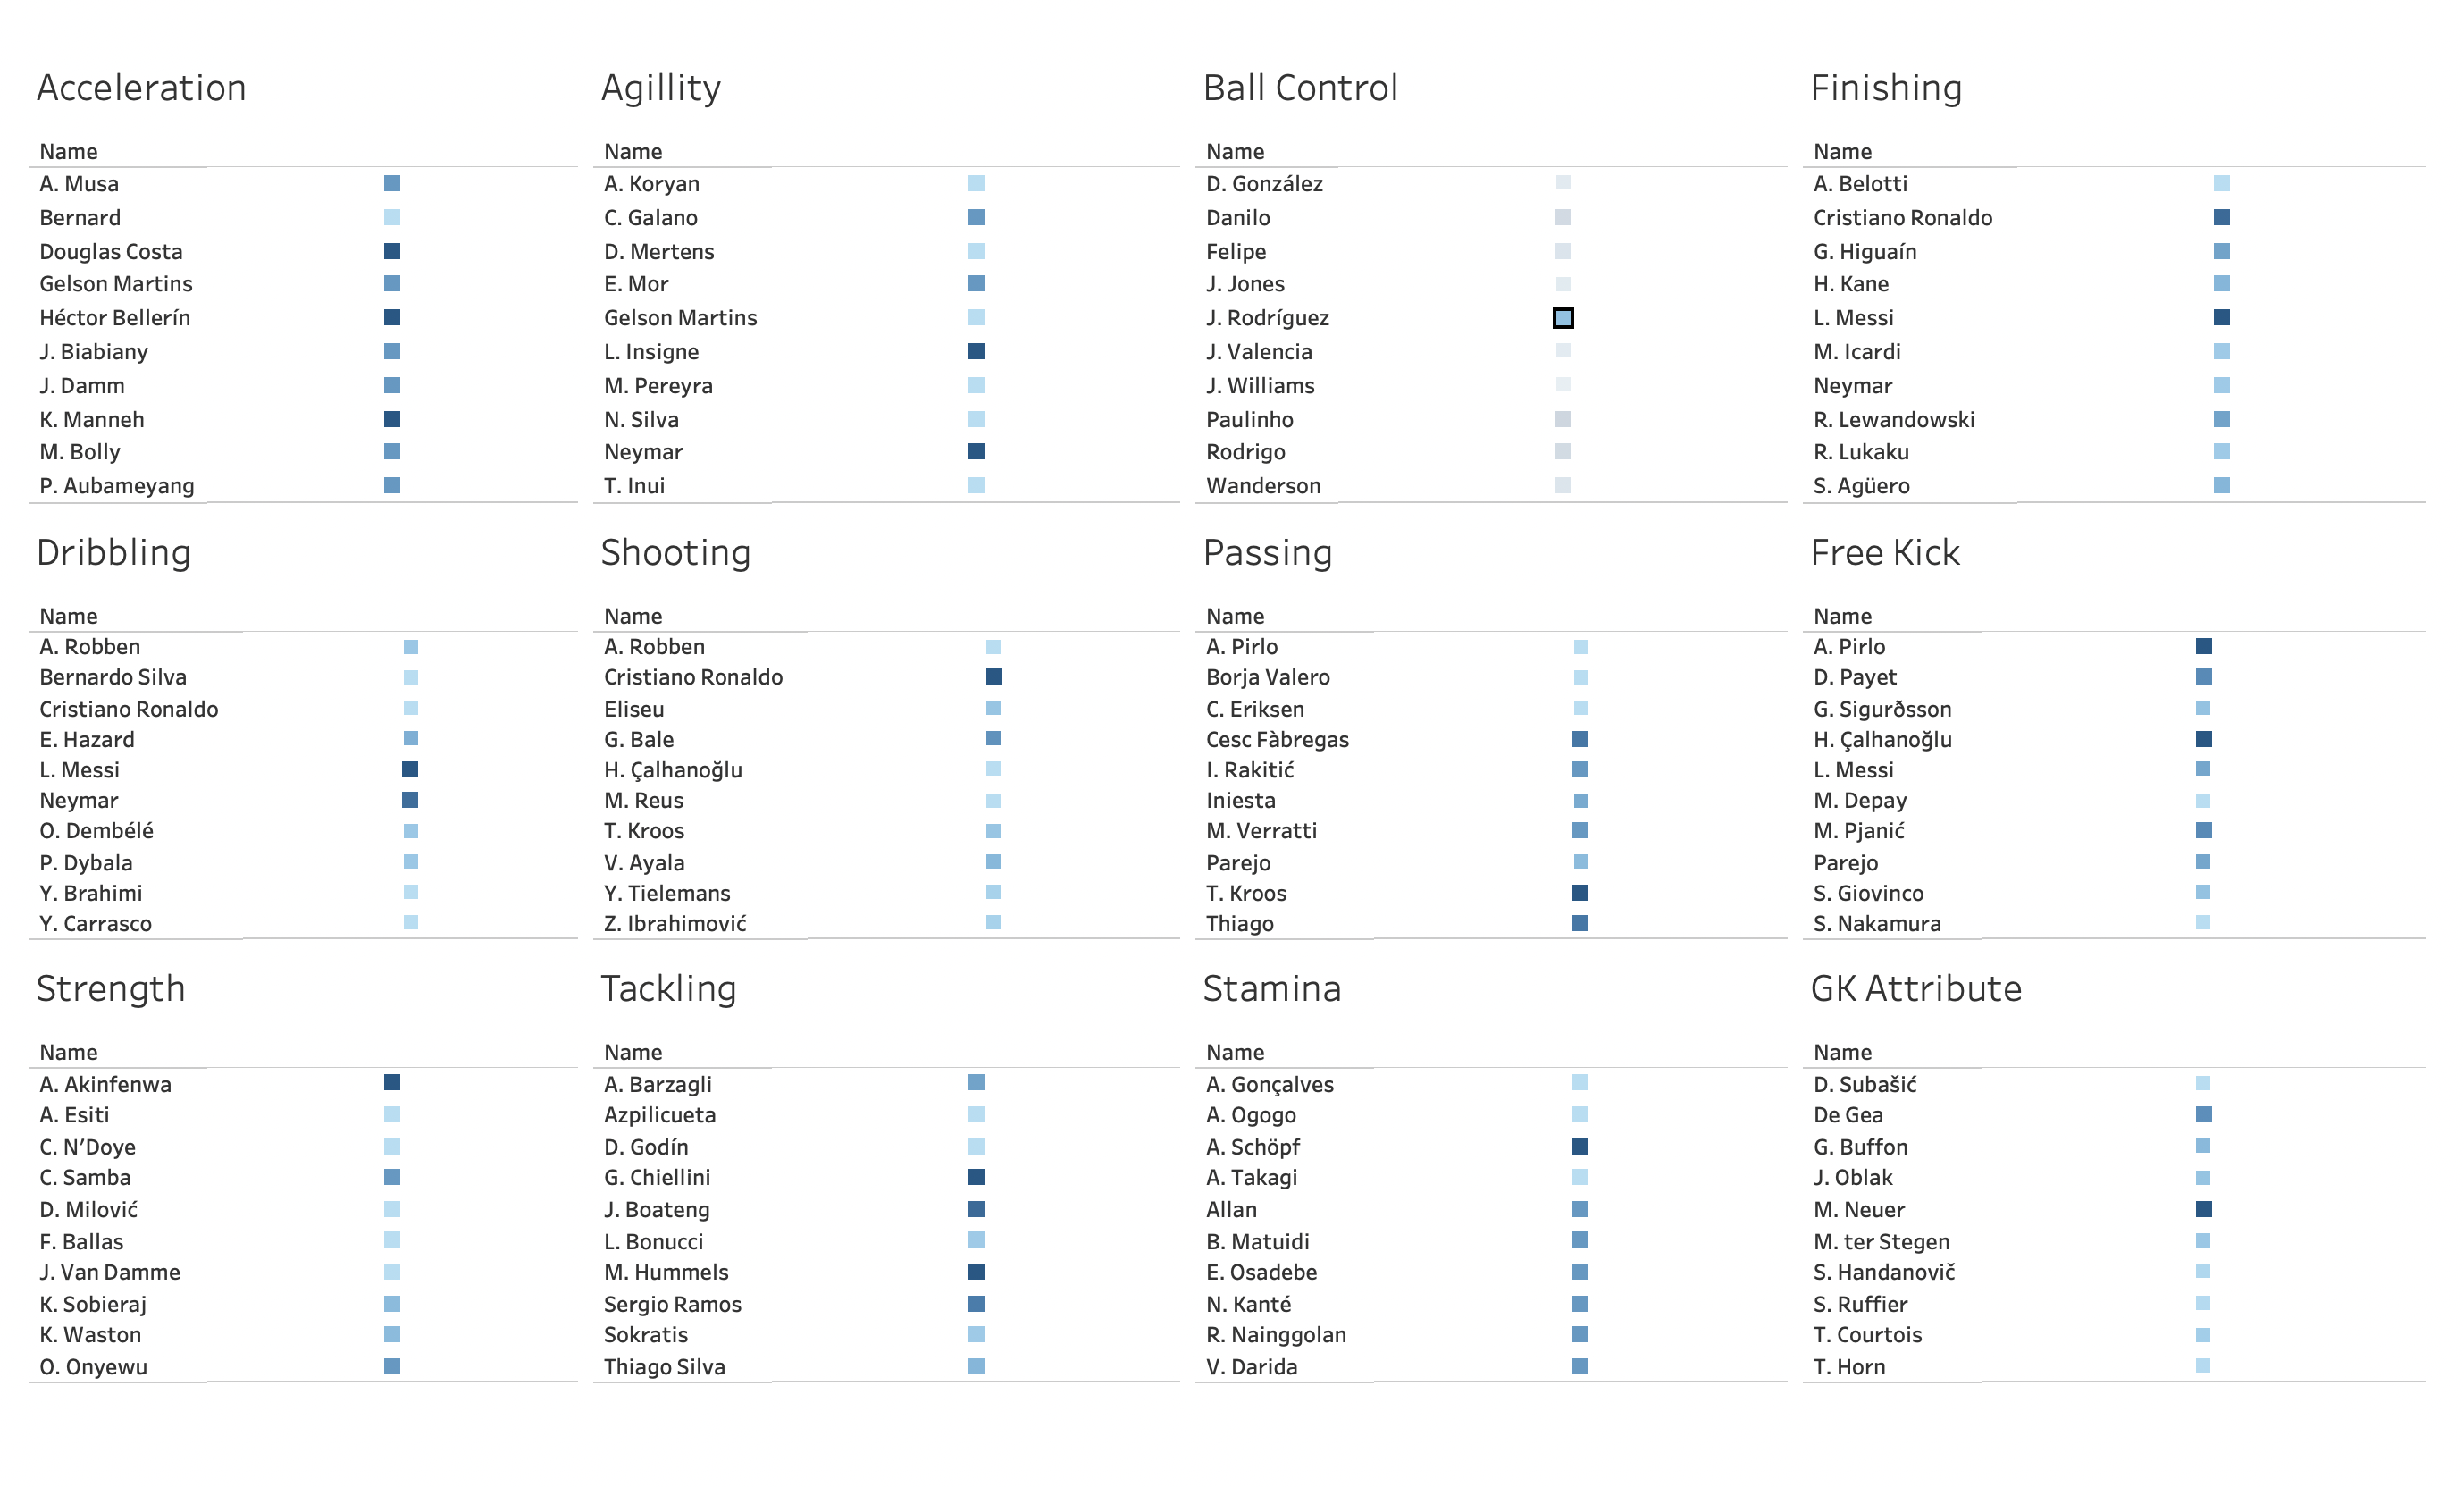 Acceleration
Name
A. Musa
Bernard
Douglas Costa
Gelson Martins
Héctor Bellerín
J. Biabiany
J. Damm
K. Manneh
M. Bolly
P. Aubameyang
Agillity
Name
A. Koryan
C. Galano
D. Mertens
E. Mor
Gelson Martins
L. Insigne
M. Pereyra
N. Silva
Neymar
T. Inui
Ball Control
Name
D. González
Danilo
Felipe
J. Jones
J. Rodríguez
J. Valencia
J. Williams
Paulinho
Rodrigo
Wanderson
Finishing
Name
A. Belotti
Cristiano Ronaldo
G. Higuaín
H. Kane
L. Messi
M. Icardi
Neymar
R. Lewandowski
R. Lukaku
S. Agüero
Dribbling
Name
A. Robben
Bernardo Silva
Cristiano Ronaldo
E. Hazard
L. Messi
Neymar
O. Dembélé
P. Dybala
Y. Brahimi
Y. Carrasco
Shooting
Name
A. Robben
Cristiano Ronaldo
Eliseu
G. Bale
H. Çalhanoğlu
M. Reus
T. Kroos
V. Ayala
Y. Tielemans
Z. Ibrahimović
Passing
Name
A. Pirlo
Borja Valero
C. Eriksen
Cesc Fàbregas
I. Rakitić
Iniesta
M. Verratti
Parejo
T. Kroos
Thiago
Free Kick
Name
A. Pirlo
D. Payet
G. Sigurðsson
H. Çalhanoğlu
L. Messi
M. Depay
M. Pjanić
Parejo
S. Giovinco
S. Nakamura
Strength
Name
A. Akinfenwa
A. Esiti
C. N'Doye
C. Samba
D. Milović
F. Ballas
J. Van Damme
K. Sobieraj
K. Waston
O. Onyewu
Tackling
Name
A. Barzagli
Azpilicueta
D. Godín
G. Chiellini
J. Boateng
L. Bonucci
M. Hummels
Sergio Ramos
Sokratis
Thiago Silva
Stamina
Name
A. Gonçalves
A. Ogogo
A. Schöpf
A. Takagi
Allan
B. Matuidi
E. Osadebe
N. Kanté
R. Nainggolan
V. Darida
GK Attribute
Name
D. Subašić
De Gea
G. Buffon
J. Oblak
M. Neuer
M. ter Stegen
S. Handanovič
S. Ruffier
T. Courtois
T. Horn